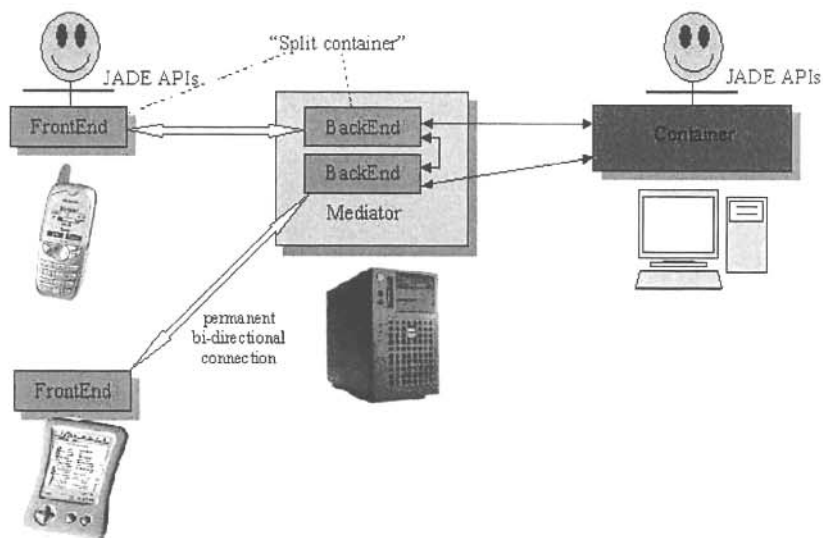 "Split container"
JADE APIs
JADE APIs
FrontEnd
BackEnd
Container
BackEnd
Mediator
permanent
bi-directional
connection
FrontEnd